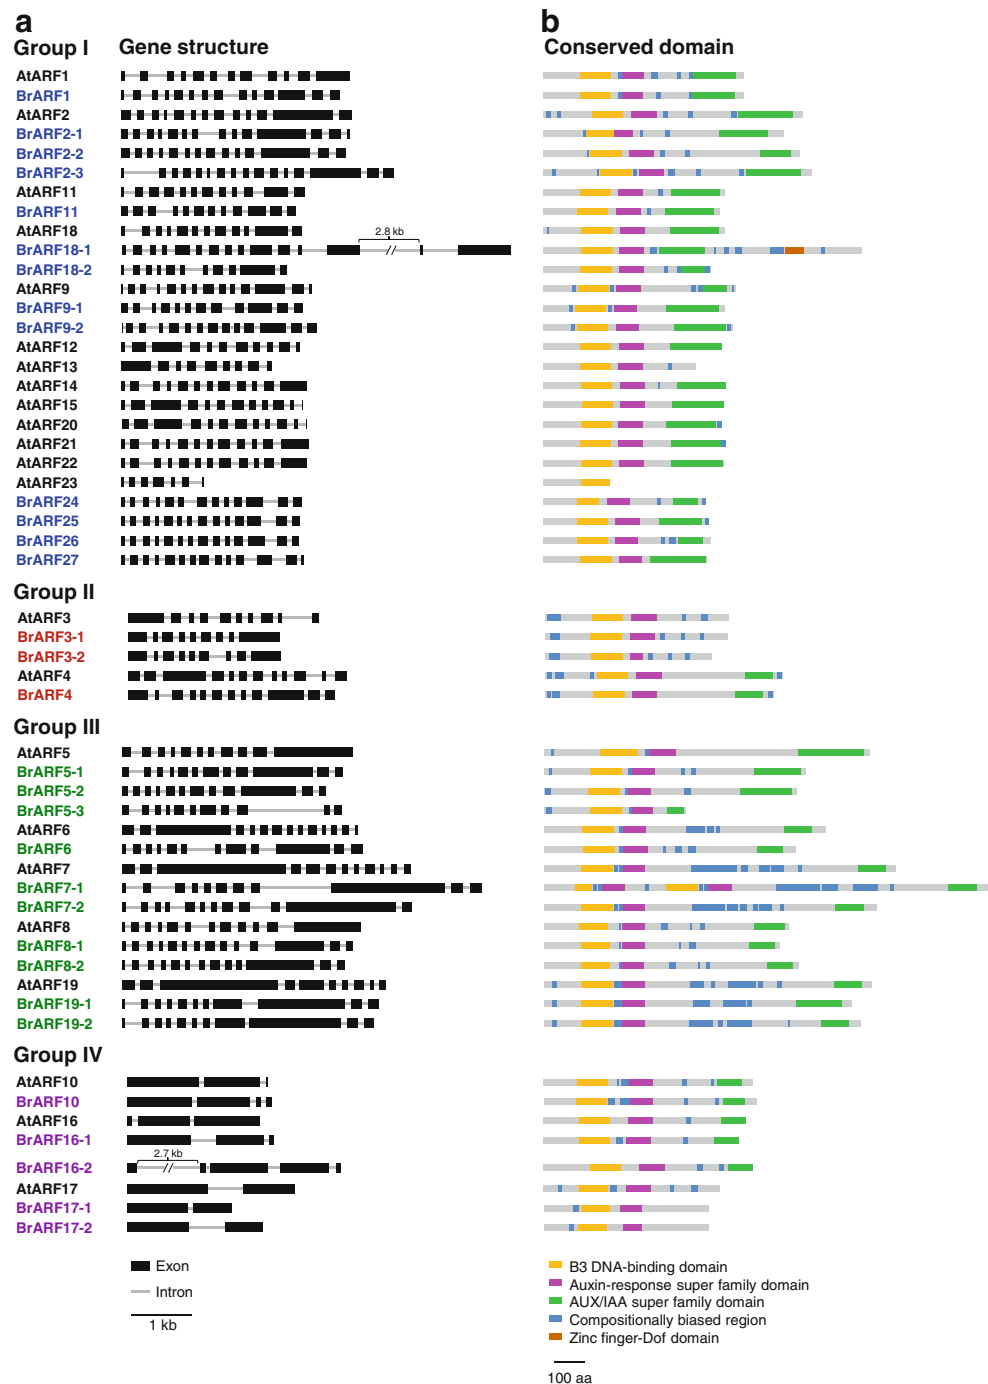 a
b
Group I Gene structure
Conserved domain
AtARF1
BrARF1
AtARF2
BrARF2-1
BrARF2-2
BrARF2-3
AtARF11
BrARF11
AtARF18
2.8 kb
BrARF18-1
BrARF18-2
AtARF9
BrARF9-1
BrARF9-2
AtARF12
AtARF13
AtARF14
AtARF15
AtARF20
AtARF21
AtARF22
AtARF23
BrARF24
BrARF25
BrARF26
BrARF27
Group II
AtARF3
BrARF3-1
BrARF3-2
AtARF4
BrARF4
Group III
AtARF5
BrARF5-1
BrARF5-2
BrARF5-3
AtARF6
BrARF6
AtARF7
BrARF7-1
BrARF7-2
AtARF8
BrARF8-1
BrARF8-2
AtARF19
BrARF19-1
BrARF19-2
Group IV
AtARF10
BrARF10
AtARF16
BrARF16-1
2.7 kb
BrARF16-2
AtARF17
BrARF17-1
BrARF17-2
Exon
Intron
1 kb
B3 DNA-binding domain
Auxin-response super family domain
AUX/IAA super family domain
Compositionally biased region
Zinc finger-Dof domain
100 aa